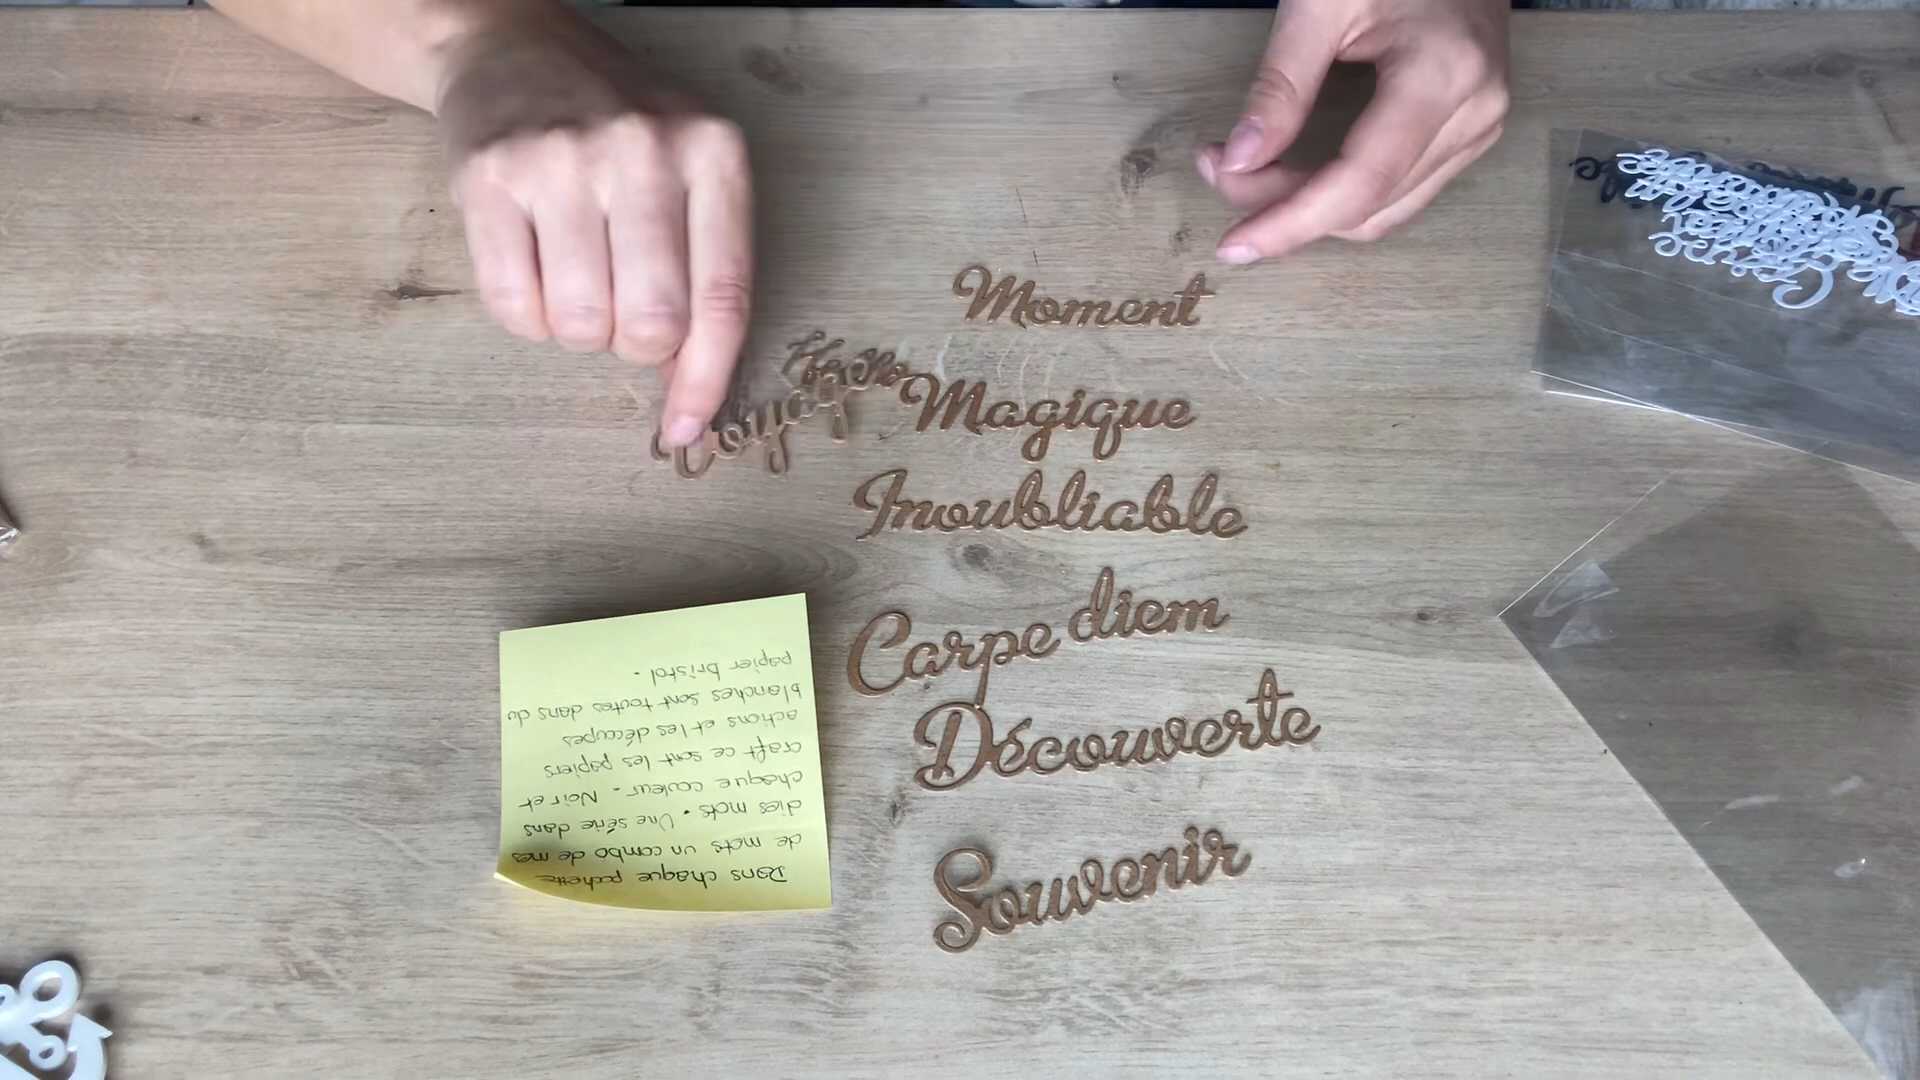 Moment
Voyage
Magique
Inoubliable
Carpe diem
Découverte
Souvenir
Dans chaque pochette
de mots un combo de mes
dies mots. Une série dans
chaque couleur. Noir et
craft ce sont les papiers
actions et les découpes
blanches sont toutes dans du
papier bristol.